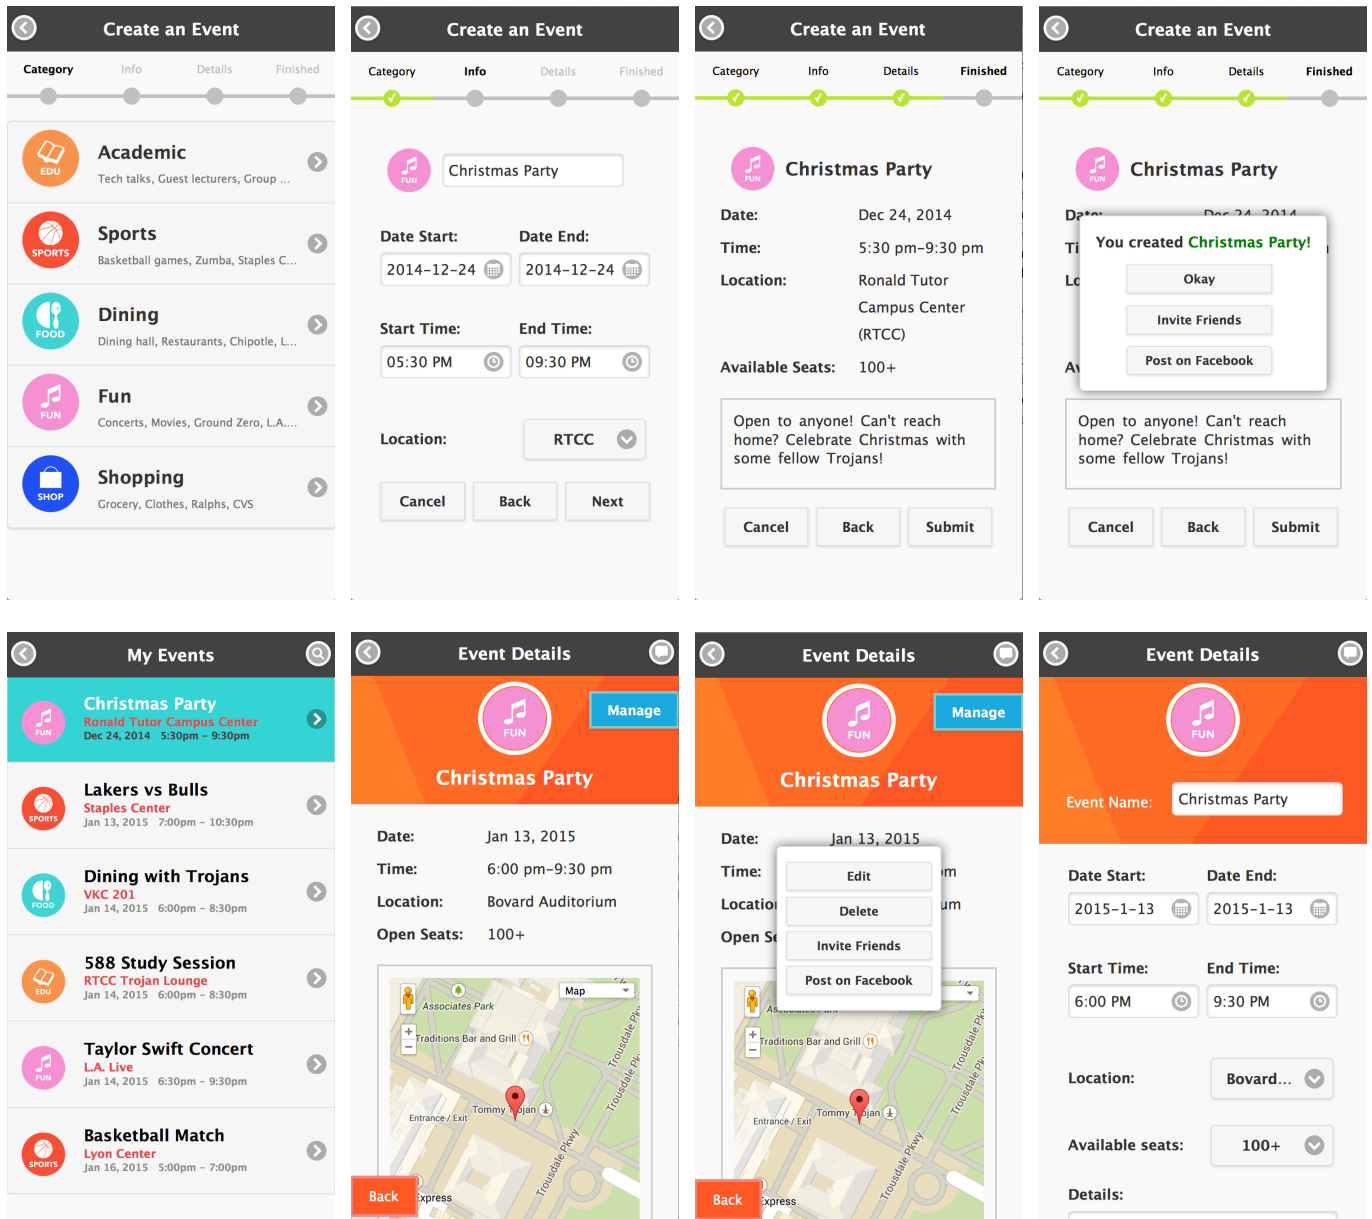 Create an Event
Category Info Details Finished
EDU
Academic
Tech talks, Guest lecturers, Group ...
SPORTS
Sports
Basketball games, Zumba, Staples C...
FOOD
Dining
Dining hall, Restaurants, Chipotle, L...
FUN
Fun
Concerts, Movies, Ground Zero, L.A....
SHOP
Shopping
Grocery, Clothes, Ralphs, CVS
Create an Event
Category Info Details Finished
FUN
Christmas Party
Date Start: Date End:
2014-12-24 2014-12-24
Start Time: End Time:
05:30 PM 09:30 PM
Location: RTCC
Cancel Back Next
Create an Event
Category Info Details Finished
FUN
Christmas Party
Date: Dec 24, 2014
Time: 5:30 pm-9:30 pm
Location: Ronald Tutor
Campus Center
(RTCC)
Available Seats: 100+
Open to anyone! Can't reach
home? Celebrate Christmas with
some fellow Trojans!
Cancel Back Submit
Create an Event
Category Info Details Finished
FUN
Christmas Party
Date: Dec 24, 2014
You created Christmas Party!
Okay
Invite Friends
Post on Facebook
Open to anyone! Can't reach
home? Celebrate Christmas with
some fellow Trojans!
Cancel Back Submit
My Events
FUN
Christmas Party
Ronald Tutor Campus Center
Dec 24, 2014 5:30pm - 9:30pm
SPORTS
Lakers vs Bulls
Staples Center
Jan 13, 2015 7:00pm - 10:30pm
FOOD
Dining with Trojans
VKC 201
Jan 14, 2015 6:00pm - 8:30pm
EDU
588 Study Session
RTCC Trojan Lounge
Jan 14, 2015 6:00pm - 8:30pm
FUN
Taylor Swift Concert
L.A. Live
Jan 14, 2015 6:30pm - 9:30pm
SPORTS
Basketball Match
Lyon Center
Jan 16, 2015 5:00pm - 7:00pm
Event Details
Manage
FUN
Christmas Party
Date: Jan 13, 2015
Time: 6:00 pm-9:30 pm
Location: Bovard Auditorium
Open Seats: 100+
Map
Associates Park
Traditions Bar and Grill
Trousdale Pkwy
Tommy Trojan
Entrance / Exit
Trousdale Pkwy
Back
Express
Event Details
Manage
FUN
Christmas Party
Date: Jan 13, 2015
Time: pm
Locatio um
Open Se
Edit
Delete
Invite Friends
Post on Facebook
Traditions Bar and Grill
Trousdale Pk
Tommy Trojan
Entrance / Exit
Trousdale Pkwy
Back
xpress
Event Details
FUN
Event Name: Christmas Party
Date Start: Date End:
2015-1-13 2015-1-13
Start Time: End Time:
6:00 PM 9:30 PM
Location: Bovard...
Available seats: 100+
Details: